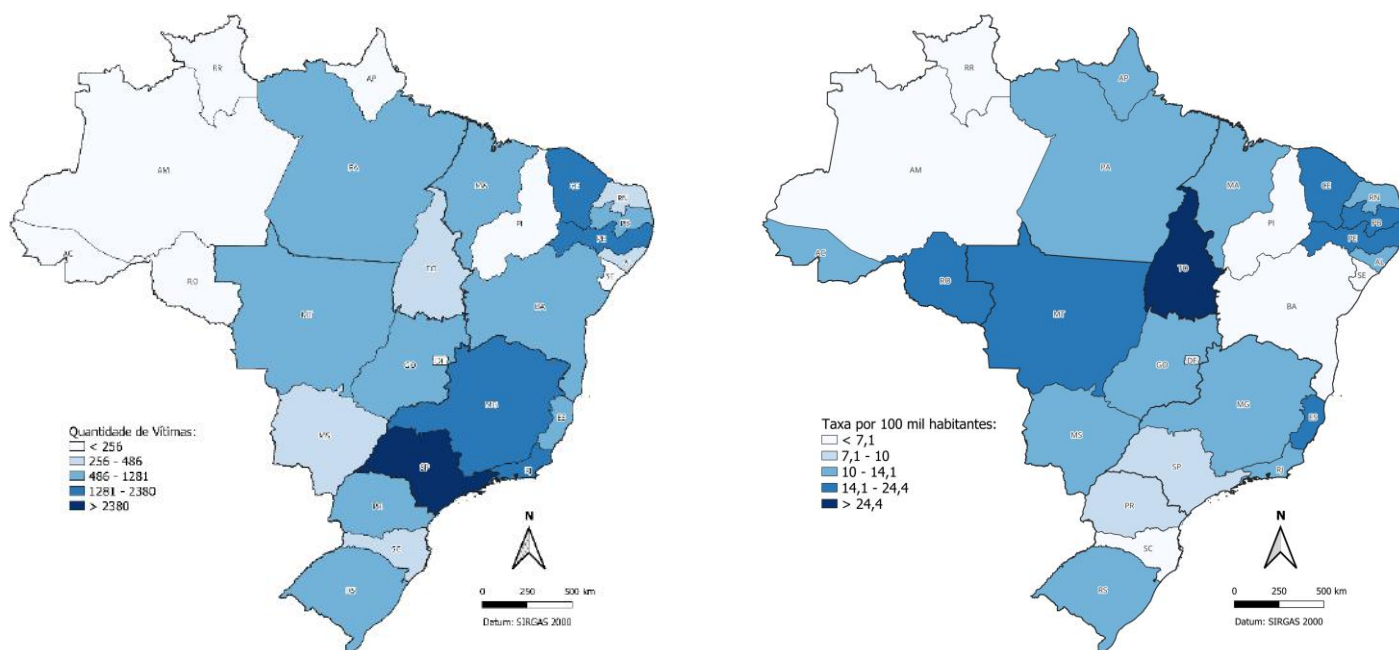 RR
AP
AM
PA
MA
CE
RN
PB
PE
PI
AC
RO
TO
SE
BA
MT
GO
DF
MG
ES
MS
SP
RJ
PR
SC
RS
Quantidade de Vítimas:
< 256
256 - 486
486 - 1281
1281 - 2380
> 2380
N
0 250 500 km
Datum: SIRGAS 2000
RR
AP
AM
PA
MA
CE
RN
PB
PE
PI
AL
SE
AC
RO
TO
BA
MT
GO
DF
MG
ES
MS
SP
RJ
PR
SC
RS
Taxa por 100 mil habitantes:
< 7,1
7,1 - 10
10 - 14,1
14,1 - 24,4
> 24,4
N
0 250 500 km
Datum: SIRGAS 2000